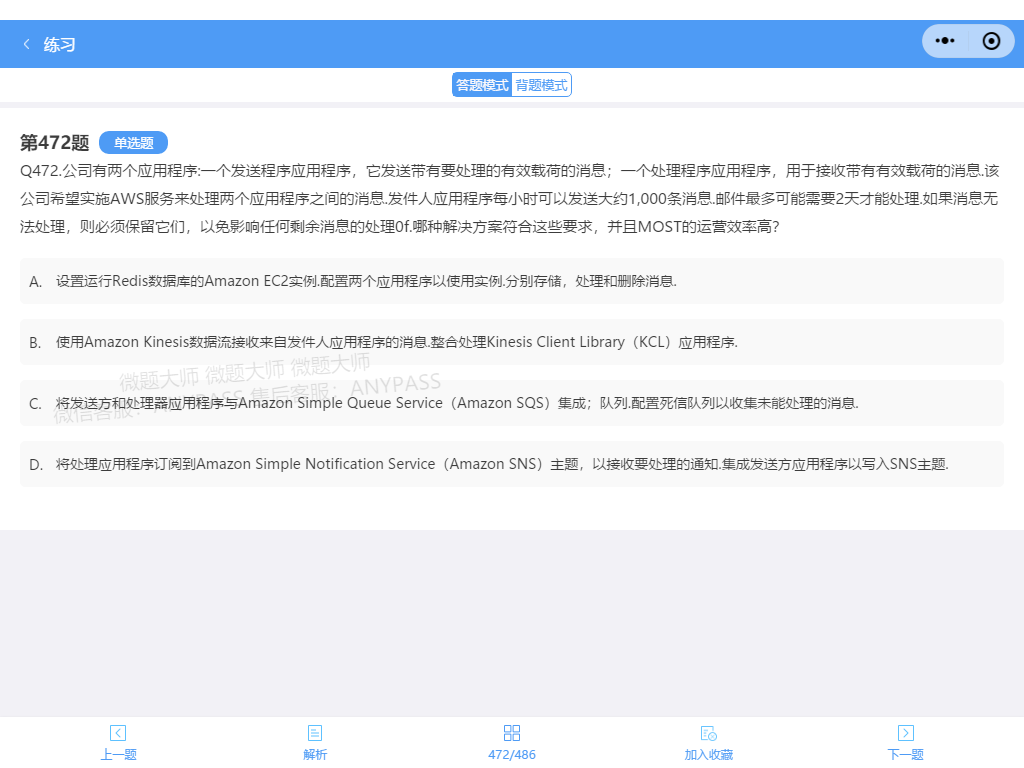 练习
答题模式 背题模式
第472题 单选题
Q472.公司有两个应用程序:一个发送程序应用程序，它发送带有要处理的有效载荷的消息；一个处理程序应用程序，用于接收带有有效载荷的消息.该
公司希望实施AWS服务来处理两个应用程序之间的消息.发件人应用程序每小时可以发送大约1,000条消息.邮件最多可能需要2天才能处理.如果消息无
法处理，则必须保留它们，以免影响任何剩余消息的处理0f.哪种解决方案符合这些要求，并且MOST的运营效率高？
A. 设置运行Redis数据库的Amazon EC2实例.配置两个应用程序以使用实例.分别存储，处理和删除消息.
B. 使用Amazon Kinesis数据流接收来自发件人应用程序的消息.整合处理Kinesis Client Library（KCL）应用程序.
微题大师 微题大师 微题大师
C. 将发送方和处理器应用程序与Amazon Simple Queue Service（Amazon SQS）集成；队列.配置死信队列以收集未能处理的消息.
微信客服：ANYPASS 售后客服：ANYPASS
D. 将处理应用程序订阅到Amazon Simple Notification Service（Amazon SNS）主题，以接收要处理的通知.集成发送方应用程序以写入SNS主题.
上一题 解析 472/486 加入收藏 下一题